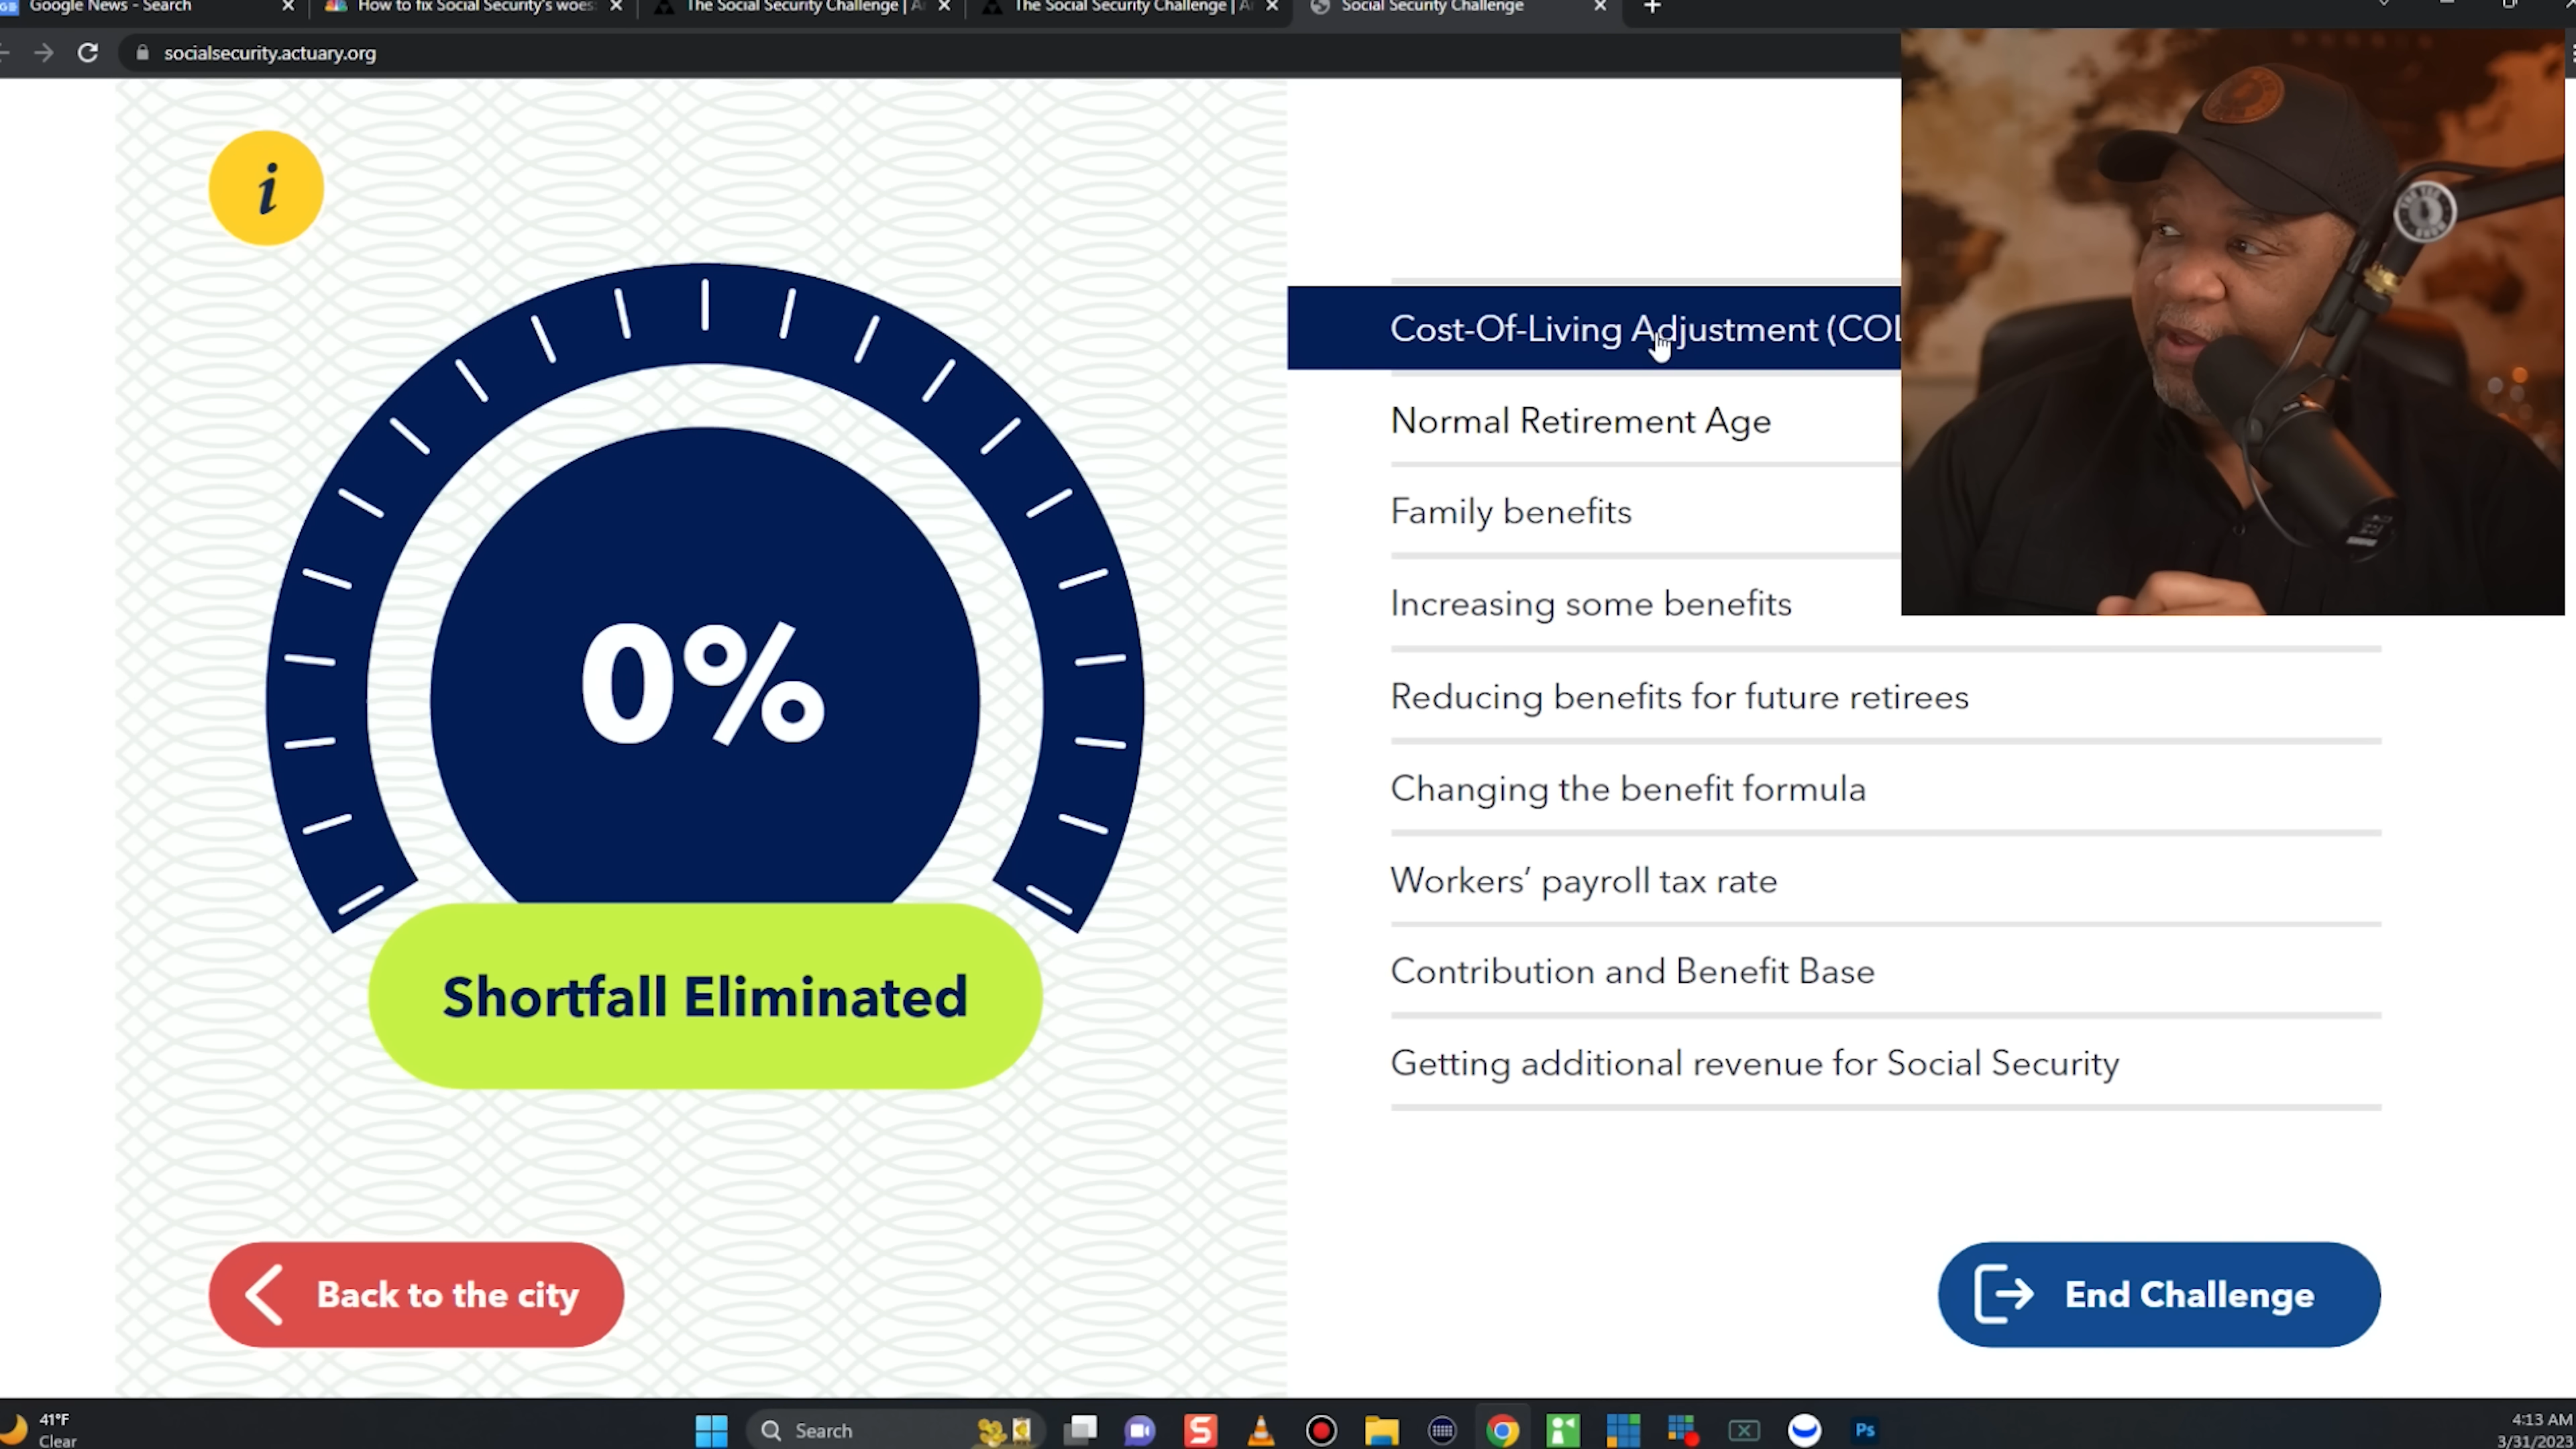 Google News - Search
How to fix Social Security's woes
The Social Security Challenge | A
The Social Security Challenge | A
Social Security Challenge
socialsecurity.actuary.org
i
0%
Shortfall Eliminated
Back to the city
Cost-Of-Living Adjustment (COL
Normal Retirement Age
Family benefits
Increasing some benefits
Reducing benefits for future retirees
Changing the benefit formula
Workers’ payroll tax rate
Contribution and Benefit Base
Getting additional revenue for Social Security
End Challenge
41°F
Clear
Search
S
Ps
4:13 AM
3/31/2023